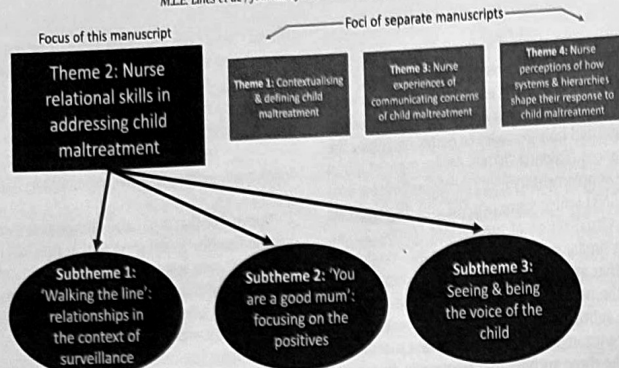 Foci of separate manuscripts
Focus of this manuscript
Theme 2: Nurse
relational skills in
addressing child
maltreatment
Theme 1: Contextualising
& defining child
maltreatment
Theme 3: Nurse
experiences of
communicating concerns
of child maltreatment
Theme 4: Nurse
perceptions of how
systems & hierarchies
shape their response to
child maltreatment
Subtheme 1:
'Walking the line':
relationships in
the context of
surveillance
Subtheme 2: 'You
are a good mum':
focusing on the
positives
Subtheme 3:
Seeing & being
the voice of the
child